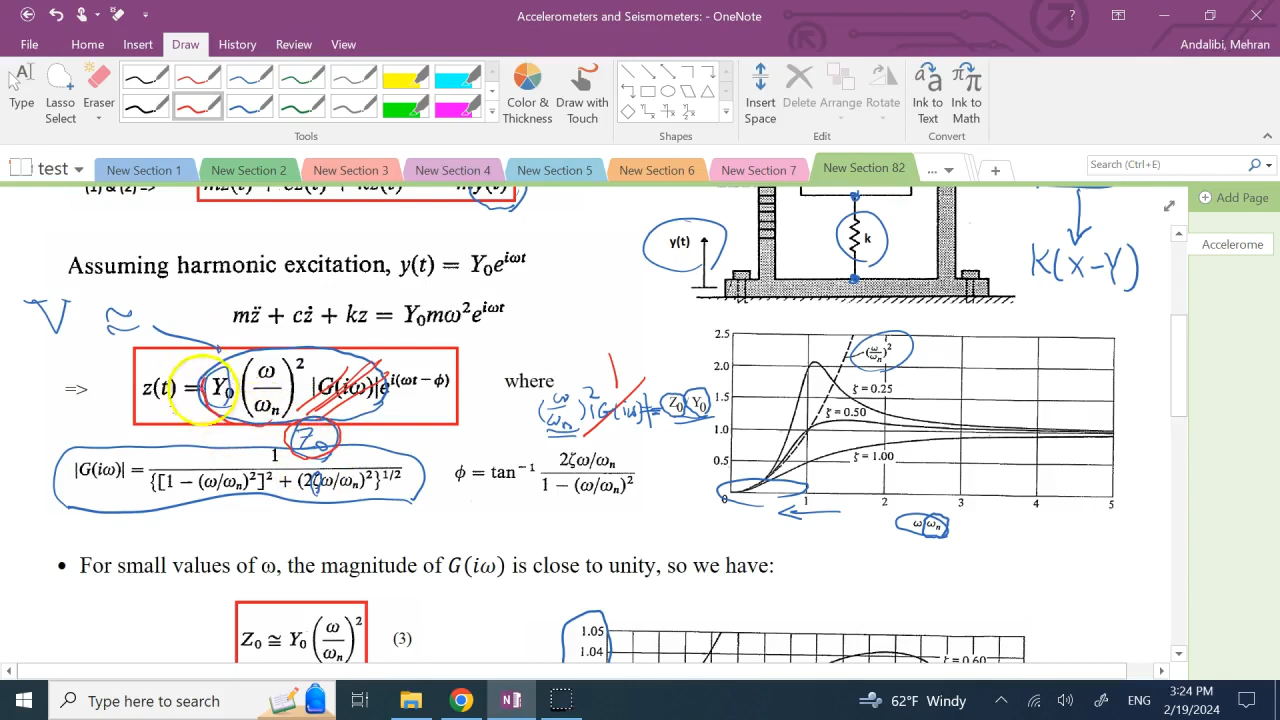 Accelerometers and Seismometers: - OneNote
?
Andalibi, Mehran
File Home Insert Draw History Review View
Type
Lasso Select
Eraser
Color & Thickness
Draw with Touch
Insert Space
Delete
Arrange
Rotate
Ink to Text
Ink to Math
Tools
Shapes
Edit
Convert
test
New Section 1
New Section 2
New Section 3
New Section 4
New Section 5
New Section 6
New Section 7
New Section 82
...
Search (Ctrl+E)
Add Page
Accelerome
(1) & (2) =>
y(t)
k
K(X-Y)
Assuming harmonic excitation, y(t) = Y₀e^{iωt}
V ≅
mz̈ + cż + kz = Y₀mω²e^{iωt}
=> z(t) = Y₀(ω/ωₙ)²|G(iω)|e^{i(ωt−φ)} where
(ω/ωₙ)²|G(iω)| = Z₀ Y₀
Z₀
|G(iω)| = 1/{[1 − (ω/ωₙ)²]² + (2ζω/ωₙ)²}^{1/2} φ = tan⁻¹ 2ζω/ωₙ / 1 − (ω/ωₙ)²
2.5
(ω/ωₙ)²
2.0
ζ = 0.25
1.5
ζ = 0.50
1.0
ζ = 1.00
0.5
0 1 2 3 4 5
ω ωₙ
• For small values of ω, the magnitude of G(iω) is close to unity, so we have:
Z₀ ≅ Y₀(ω/ωₙ)² (3)
1.05
1.04
ζ = 0.60
Type here to search
62°F Windy
ENG
3:24 PM
2/19/2024